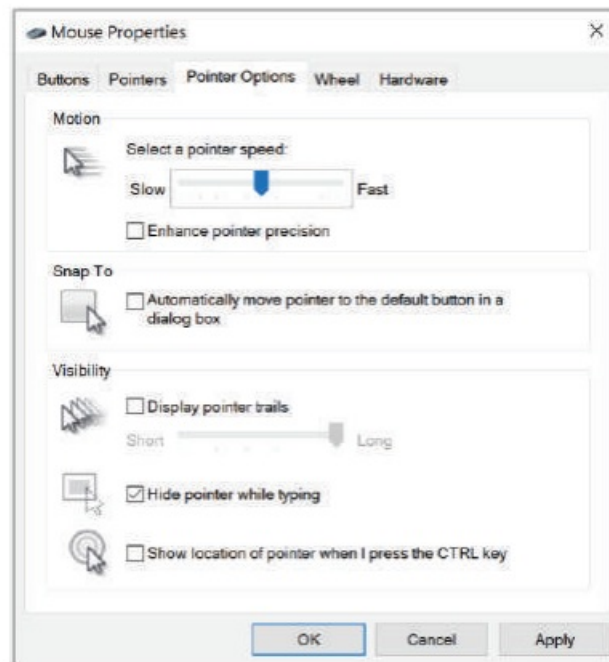 Mouse Properties
Buttons Pointers Pointer Options Wheel Hardware
Motion
Select a pointer speed:
Slow Fast
Enhance pointer precision
Snap To
Automatically move pointer to the default button in a
dialog box
Visibility
Display pointer trails
Short Long
Hide pointer while typing
Show location of pointer when I press the CTRL key
OK Cancel Apply